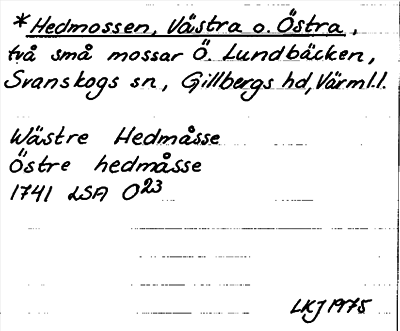 *Hedmossen, Västra o. Östra,
två små mossar Ö. Lundbäcken,
Svanskogs sn, Gillbergs hd, Värml.l.
Wästre Hedmåsse
Östre hedmåsse
1741 LSA O23
LKJ 1975